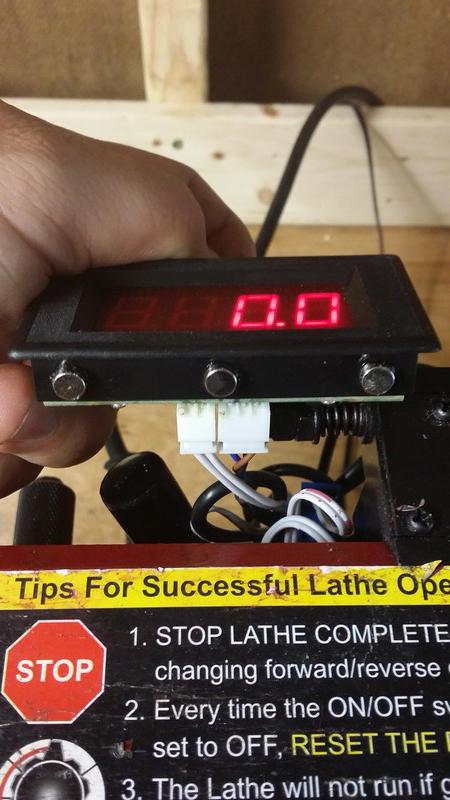 0.0
Tips For Successful Lathe Ope
STOP
1. STOP LATHE COMPLETE
changing forward/reverse
2. Every time the ON/OFF
set to OFF, RESET THE
3. The Lathe will not run if